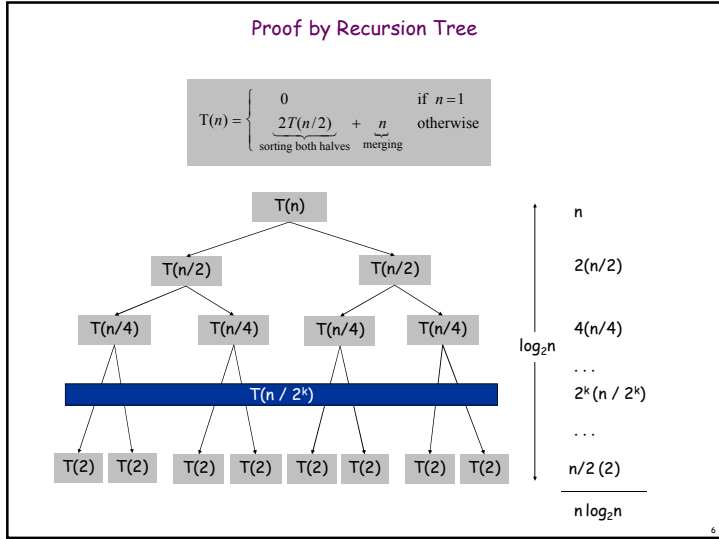 Proof by Recursion Tree
T(n) = { 0 if n = 1
2T(n/2) + n otherwise
sorting both halves merging
T(n) n
T(n/2) T(n/2) 2(n/2)
T(n/4) T(n/4) T(n/4) T(n/4) 4(n/4)
log₂n
. . .
T(n / 2ᵏ) 2ᵏ (n / 2ᵏ)
. . .
T(2) T(2) T(2) T(2) T(2) T(2) T(2) T(2) n/2 (2)
n log₂n
6